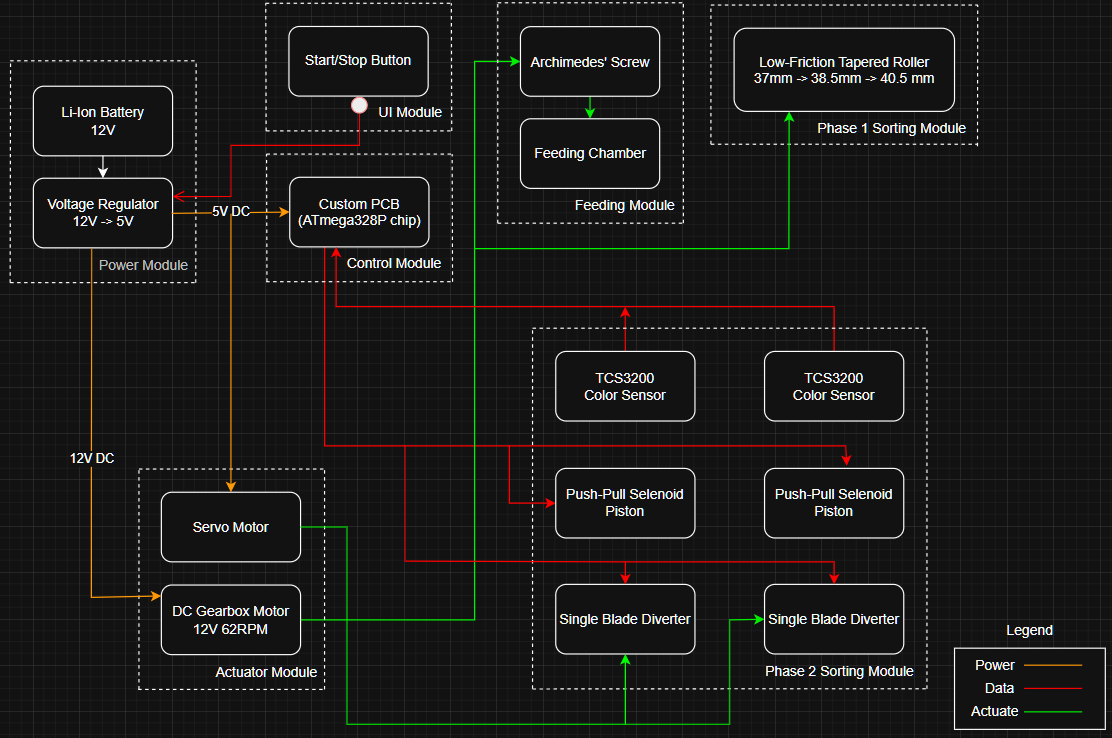 Start/Stop Button
UI Module
Archimedes' Screw
Feeding Chamber
Feeding Module
Low-Friction Tapered Roller
37mm -> 38.5mm -> 40.5 mm
Phase 1 Sorting Module
Li-Ion Battery
12V
Voltage Regulator
12V -> 5V
Power Module
5V DC
Custom PCB
(ATmega328P chip)
Control Module
TCS3200
Color Sensor
TCS3200
Color Sensor
12V DC
Push-Pull Selenoid
Piston
Push-Pull Selenoid
Piston
Servo Motor
DC Gearbox Motor
12V 62RPM
Actuator Module
Single Blade Diverter
Single Blade Diverter
Phase 2 Sorting Module
Legend
Power
Data
Actuate